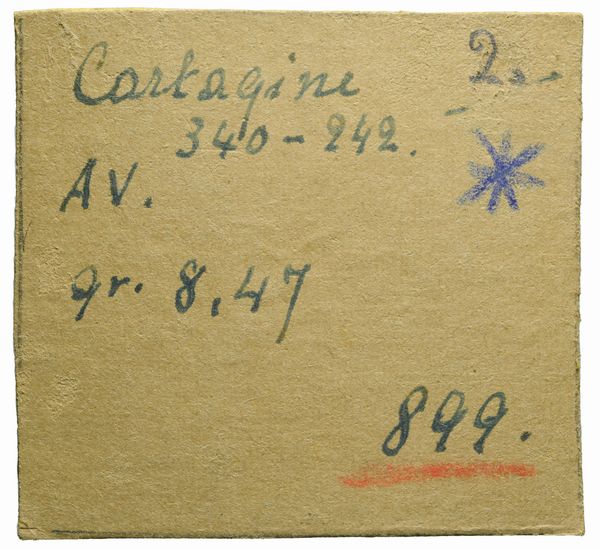 Cartagine
2.-
340-242.
AV.
gr. 8,47
899.